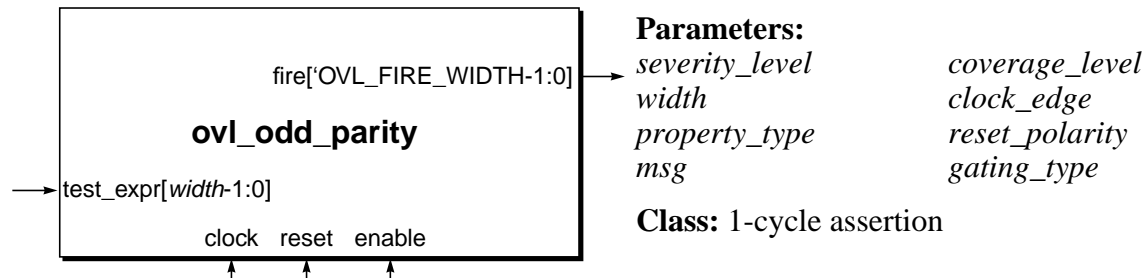 fire[‘OVL_FIRE_WIDTH-1:0]
ovl_odd_parity
test_expr[width-1:0]
clock reset enable
Parameters:
severity_level coverage_level
width clock_edge
property_type reset_polarity
msg gating_type
Class: 1-cycle assertion